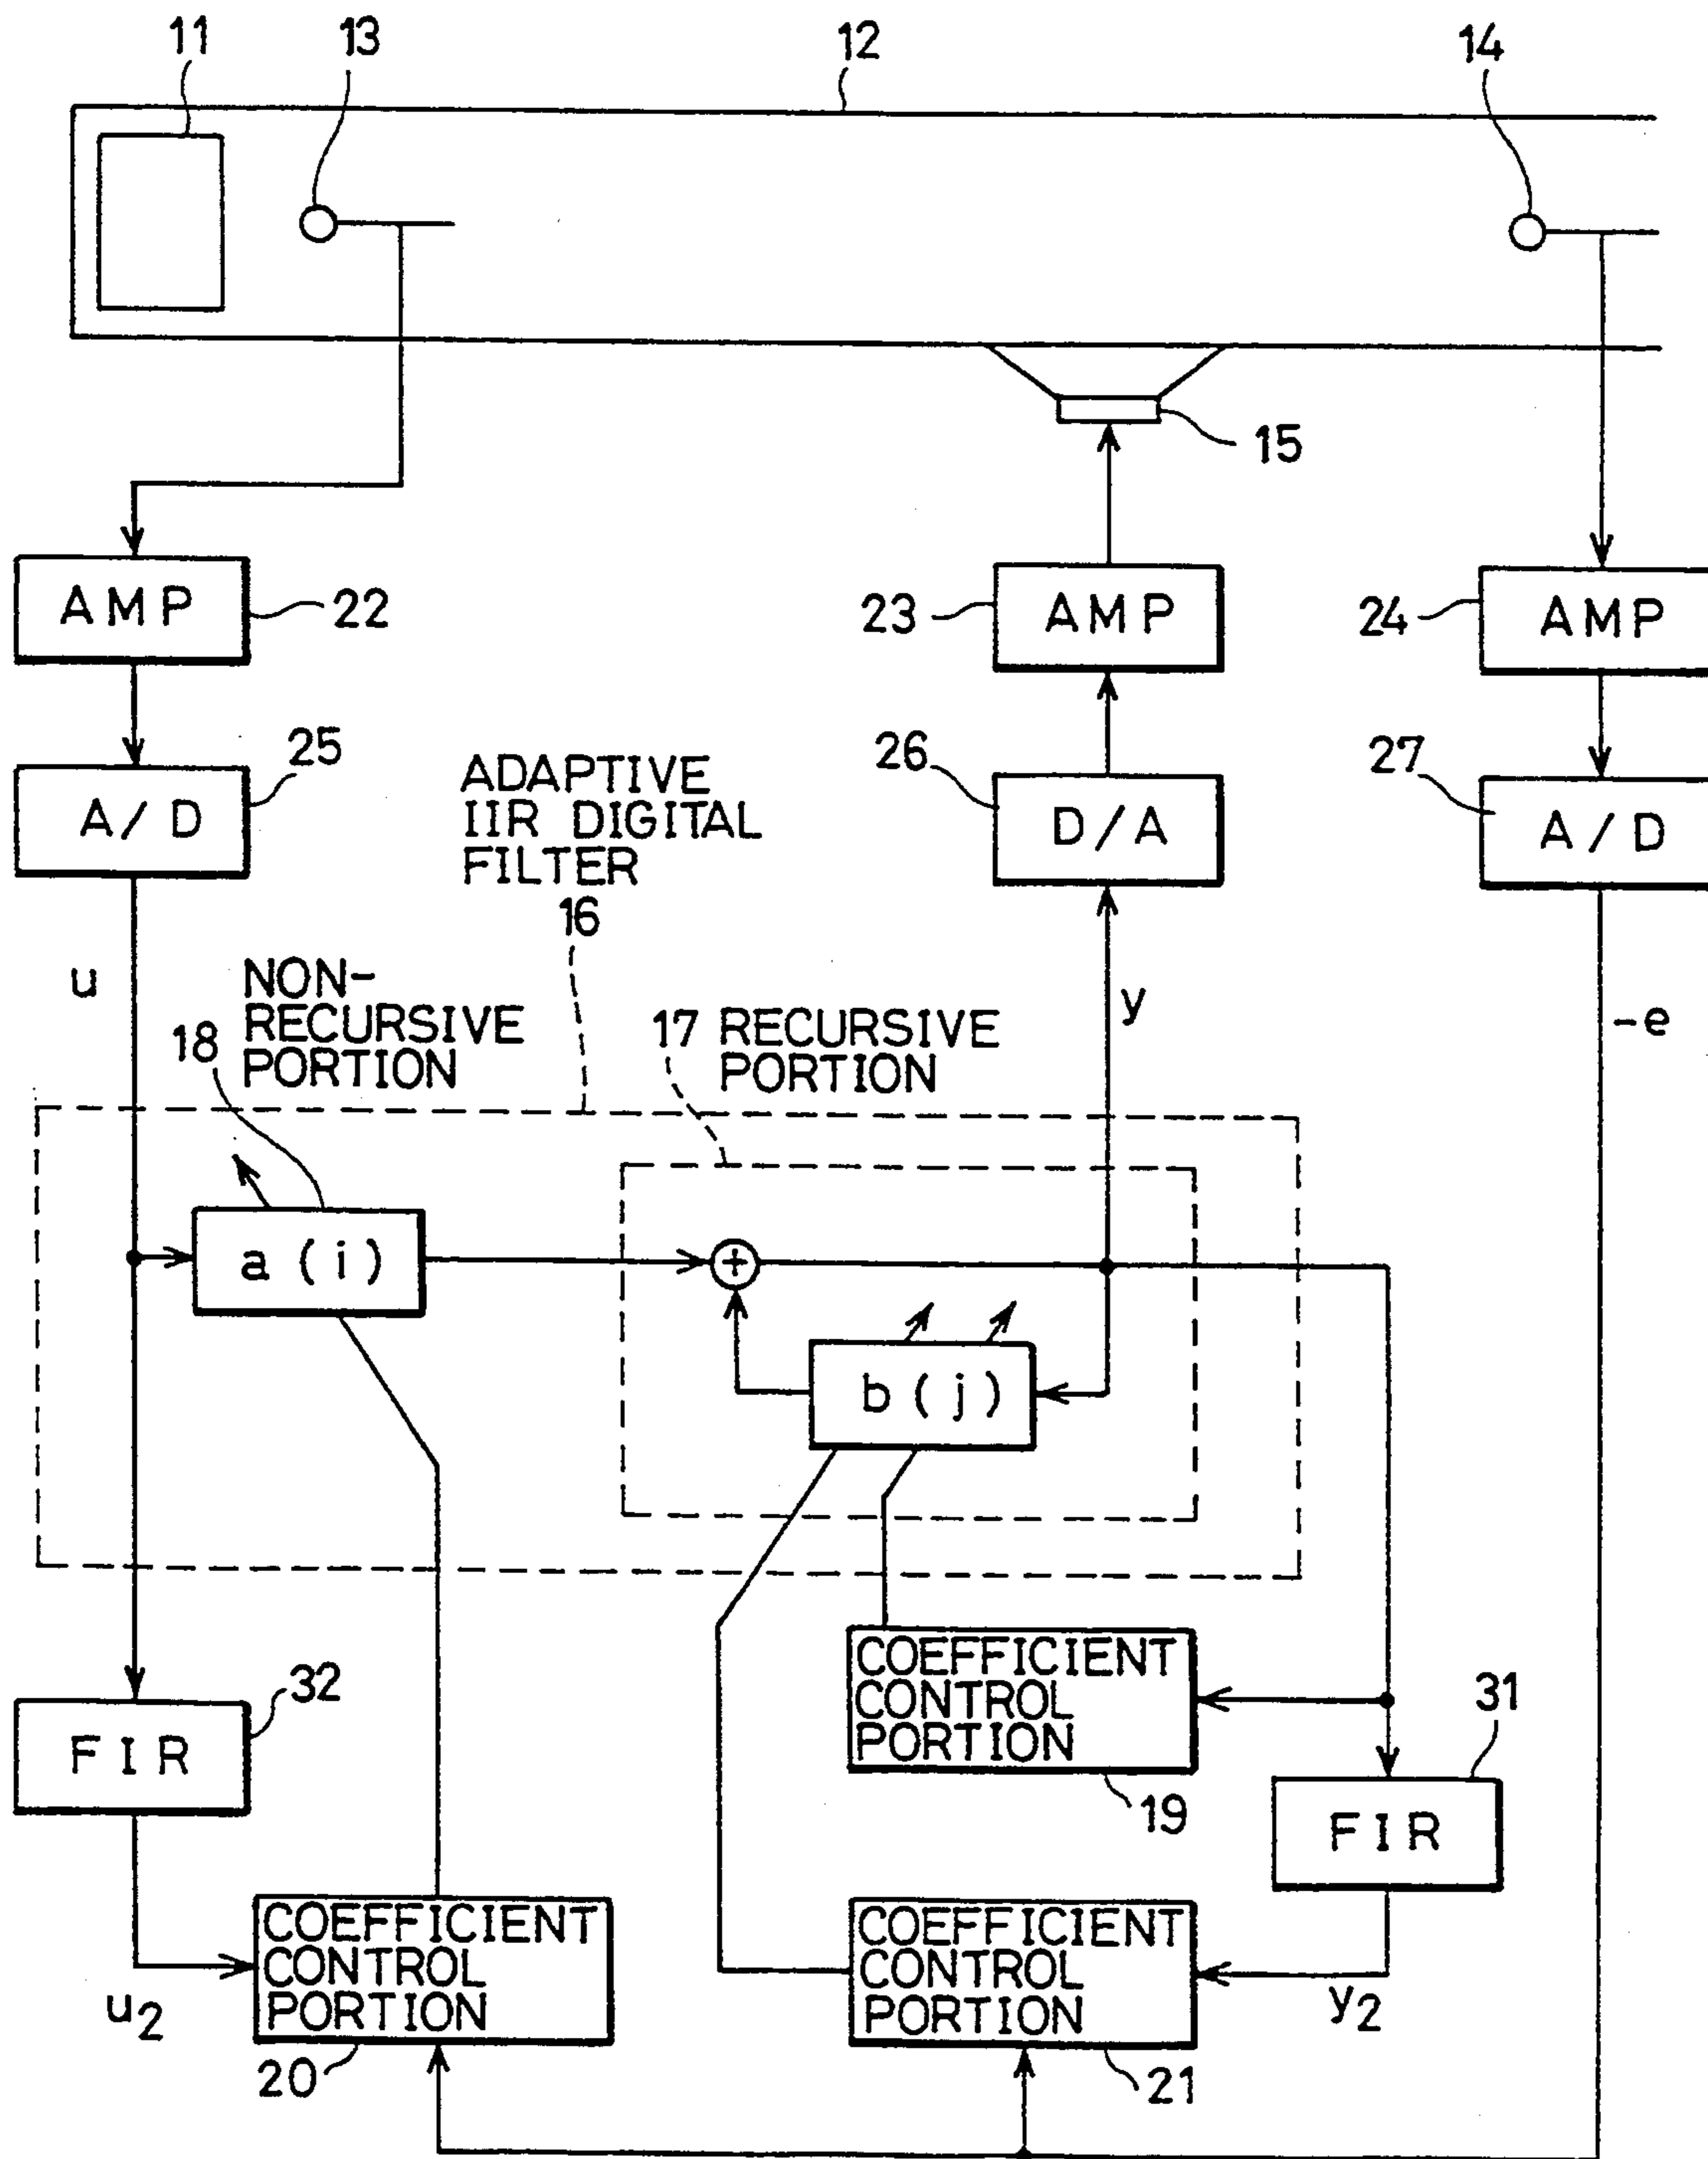 11
13
12
14
15
AMP
22
23
AMP
24
AMP
25
A/D
ADAPTIVE
IIR DIGITAL
FILTER
16
26
D/A
27
A/D
u
NON-
RECURSIVE
PORTION
18
17 RECURSIVE
PORTION
y
-e
a(i)
+
b(j)
32
FIR
COEFFICIENT
CONTROL
PORTION
19
31
FIR
COEFFICIENT
CONTROL
PORTION
20
u2
COEFFICIENT
CONTROL
PORTION
21
y2